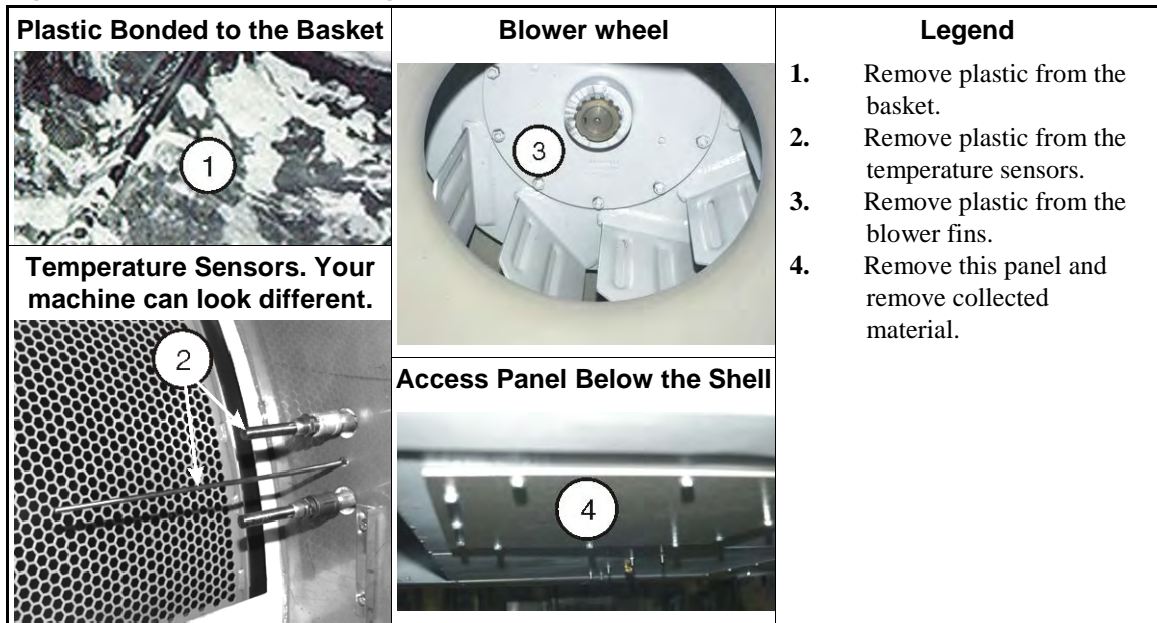 Plastic Bonded to the Basket
1
Temperature Sensors. Your
machine can look different.
2
Blower wheel
3
Access Panel Below the Shell
4
Legend
1. Remove plastic from the
basket.
2. Remove plastic from the
temperature sensors.
3. Remove plastic from the
blower fins.
4. Remove this panel and
remove collected
material.